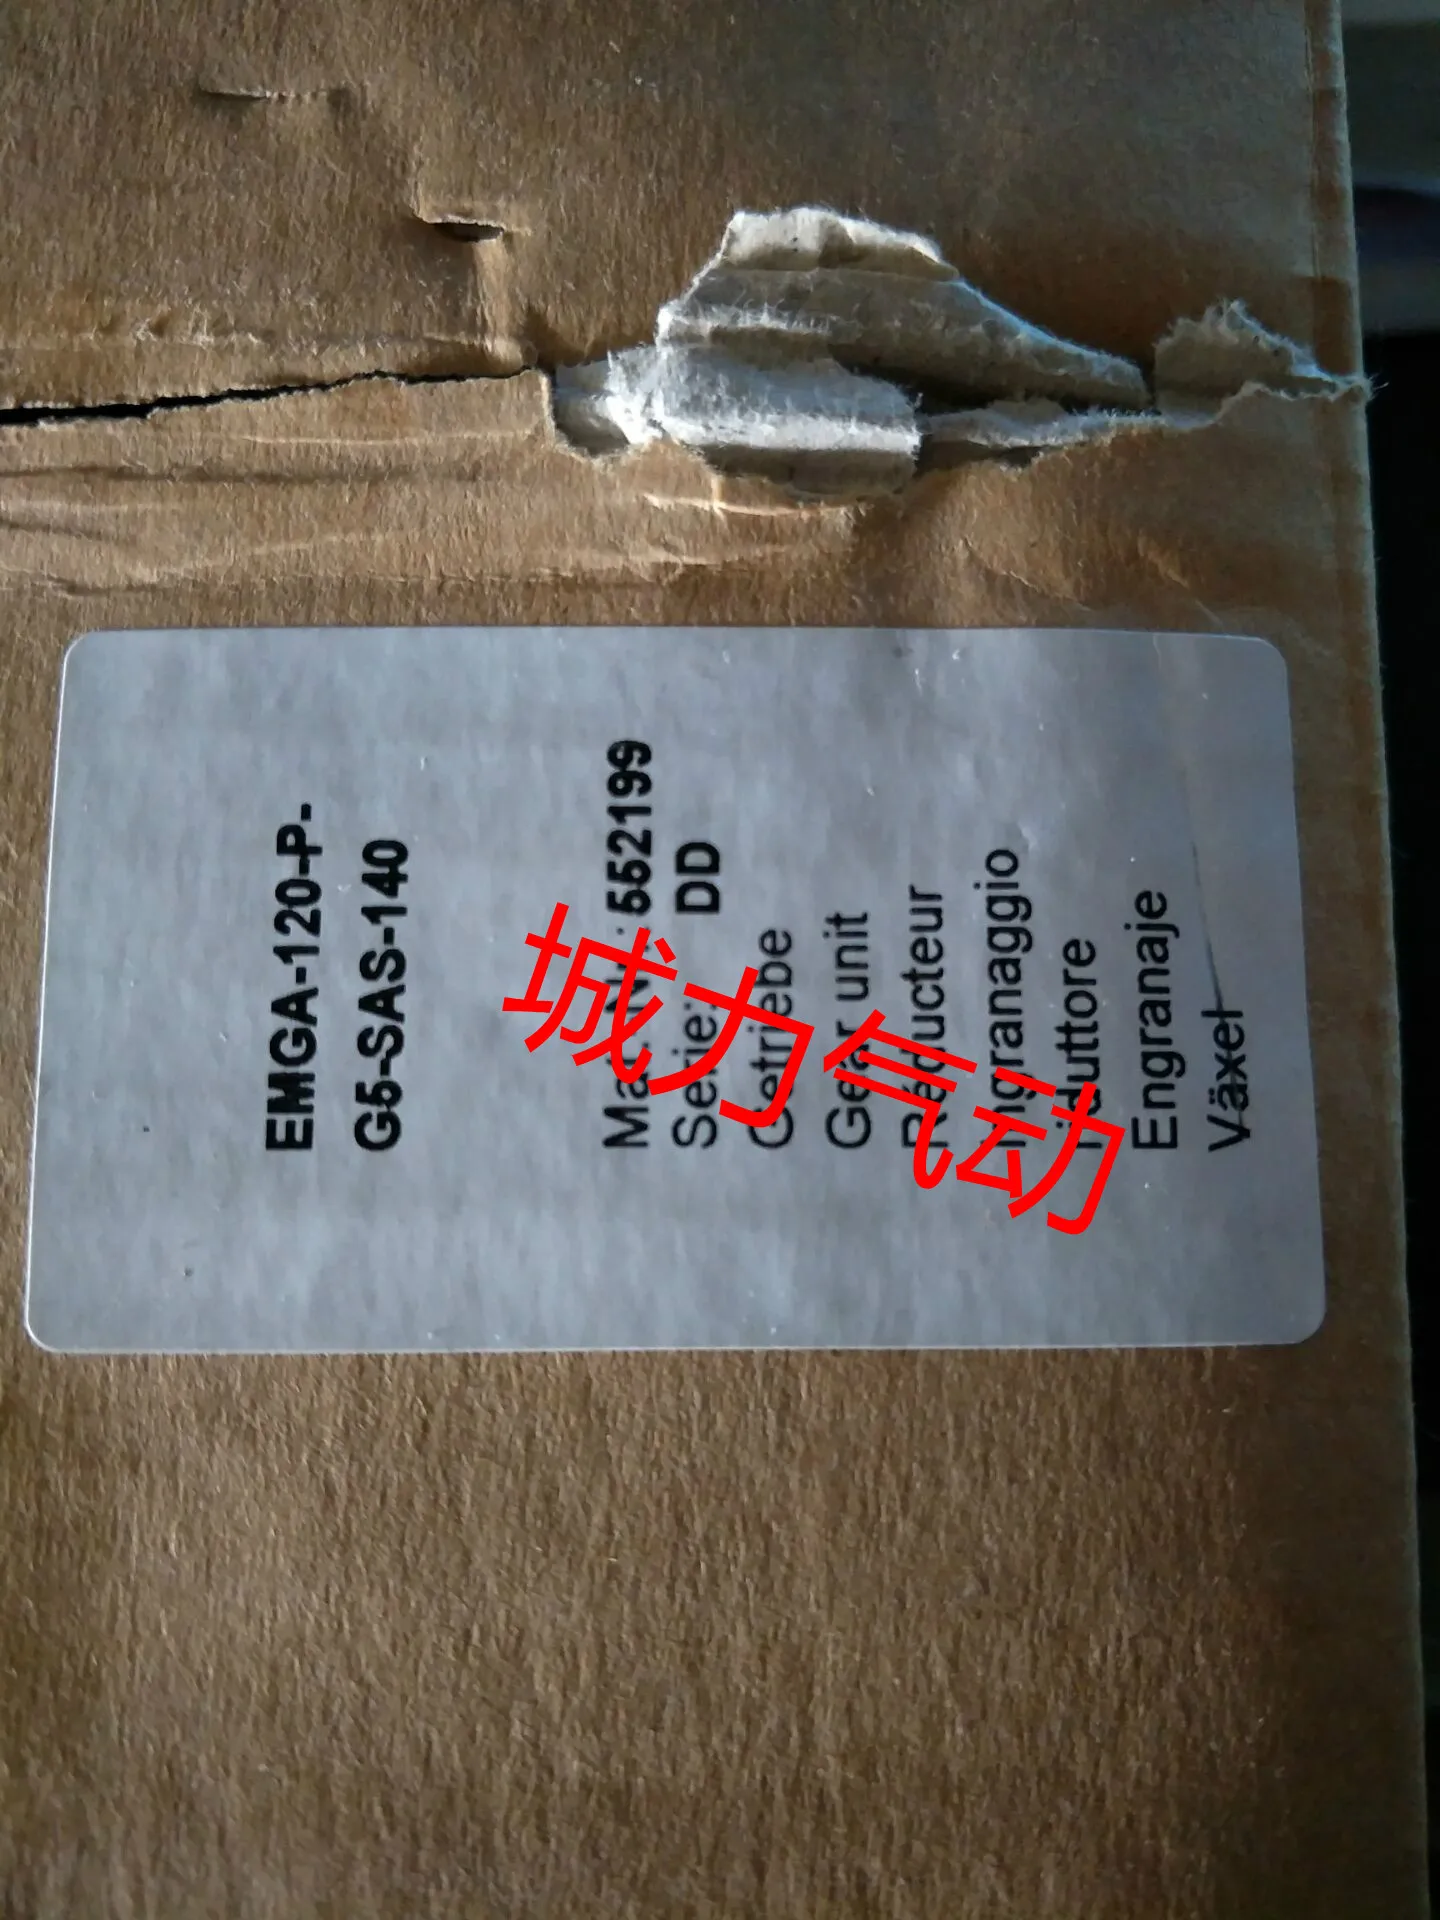 EMGA-120-P-
G5-SAS-140
Mat.-Nr.: 552199
Serie: DD
Getriebe
Gear unit
Réducteur
Ingranaggio
riduttore
Engranaje
Växel
城力气动